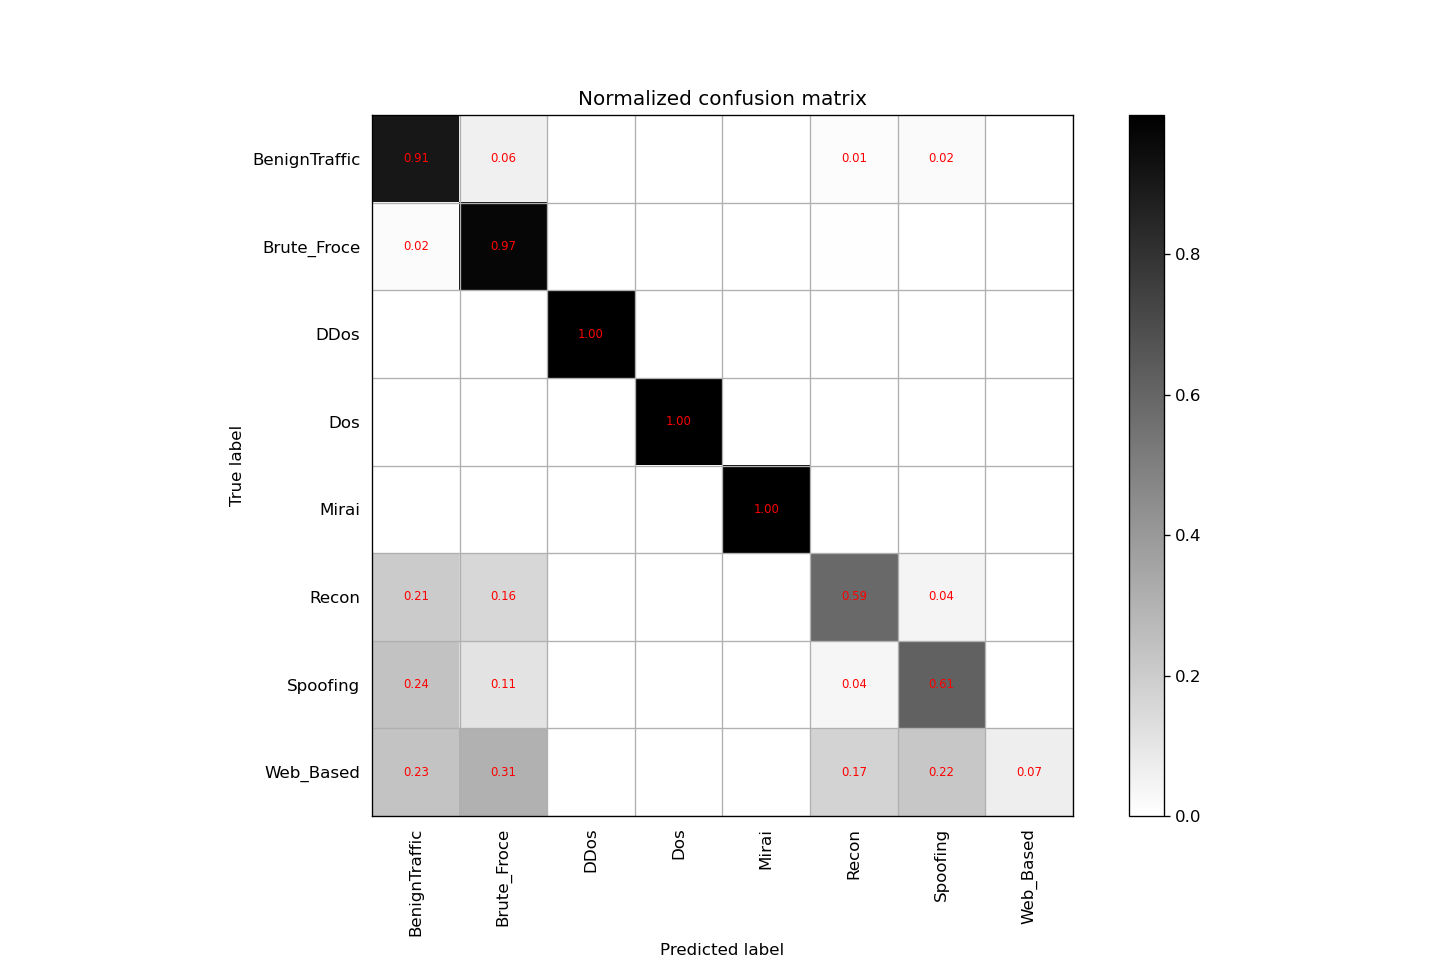 Normalized confusion matrix
BenignTraffic 0.91 0.06 0.01 0.02
Brute_Froce 0.02 0.97
DDos 1.00
Dos 1.00
Mirai 1.00
Recon 0.21 0.16 0.59 0.04
Spoofing 0.24 0.11 0.04 0.61
Web_Based 0.23 0.31 0.17 0.22 0.07
True label
BenignTraffic
Brute_Froce
DDos
Dos
Mirai
Recon
Spoofing
Web_Based
Predicted label
0.8
0.6
0.4
0.2
0.0